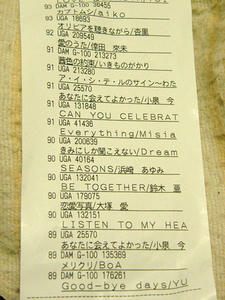 93 DAM G-100 36455
カブトムシ/aiko
93 UGA 18693
オリビアを聴きながら/杏里
92 UGA 209549
愛のうた/倖田 來未
91 DAM G-100 213273
茜色の約束/いきものがかり
91 UGA 213280
ア・イ・シ・テ・ルのサイン〜わた
91 UGA 25570
あなたに会えてよかった/小泉 今
91 UGA 131848
CAN YOU CELEBRAT
91 UGA 41436
Everything/Misia
90 UGA 200639
きみにしか聞こえない/Dream
90 UGA 40164
SEASONS/浜崎 あゆみ
90 UGA 132041
BE TOGETHER/鈴木 亜
90 UGA 179075
恋愛写真/大塚 愛
90 UGA 132151
LISTEN TO MY HEA
89 UGA 25570
あなたに会えてよかった/小泉 今
89 DAM G-100 135369
メリクリ/BoA
89 DAM G-100 176261
Good-bye days/YU